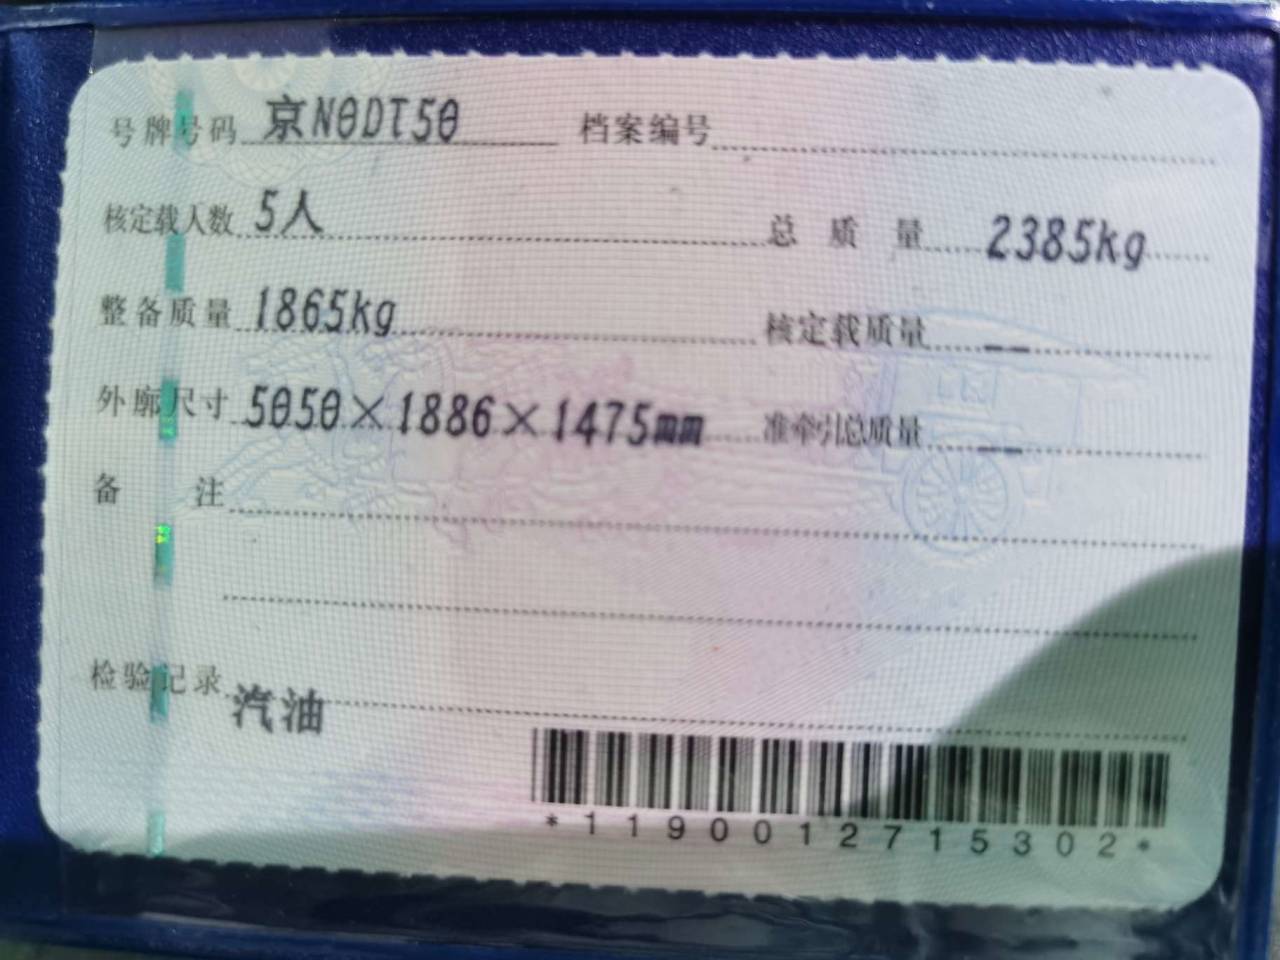 号牌号码 京N0DT50 档案编号
核定载人数 5人 总质量 2385kg
整备质量 1865kg 核定载质量 --
外廓尺寸 5050×1886×1475mm 准牵引总质量 --
备注
检验记录
汽油
*1190012715302*